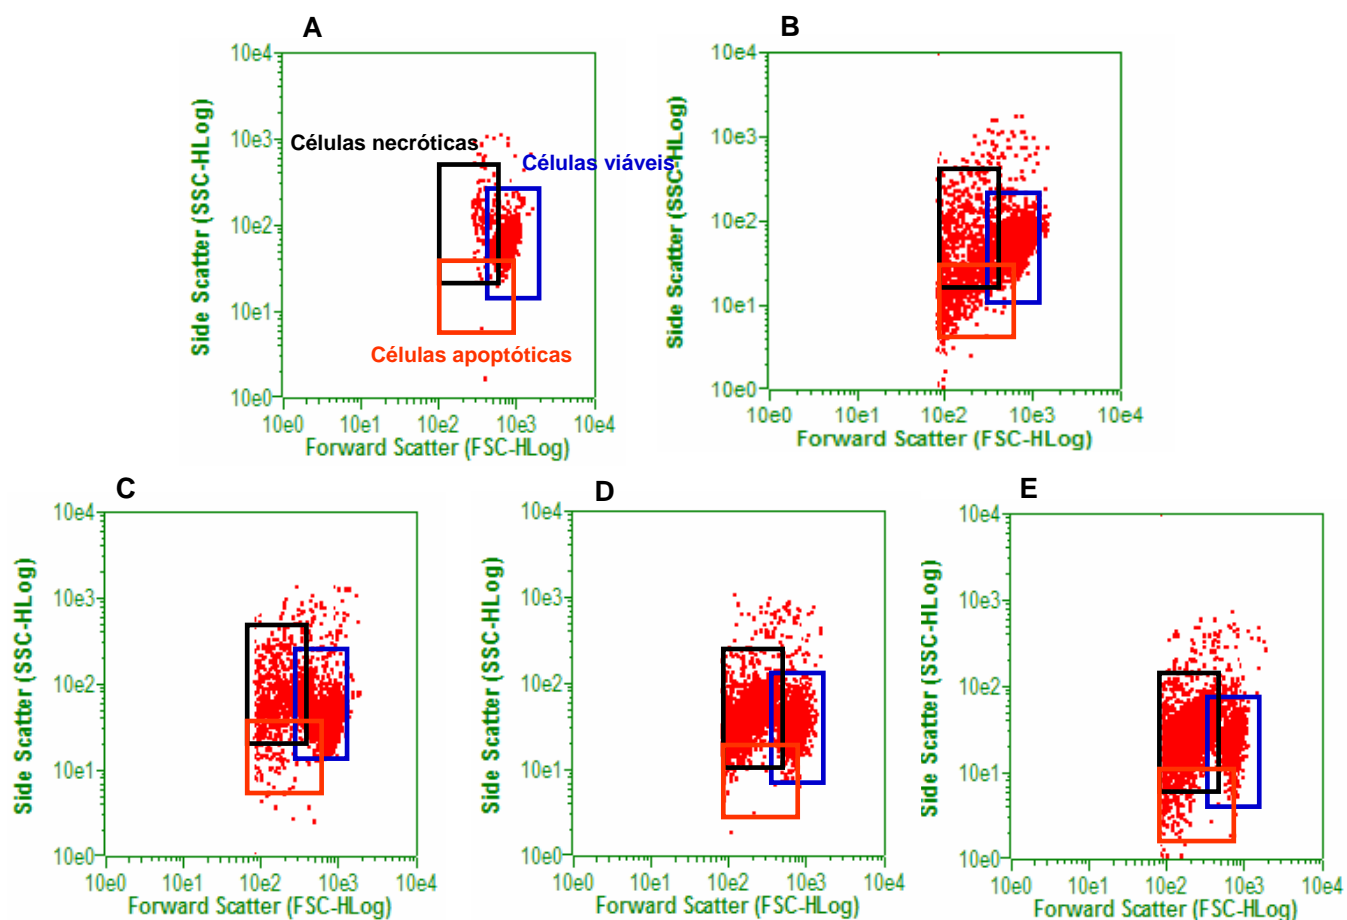 A
10e4
10e3
10e2
10e1
10e0
Side Scatter (SSC-HLog)
Células necróticas
Células viáveis
Células apoptóticas
10e0 10e1 10e2 10e3 10e4
Forward Scatter (FSC-HLog)
B
10e4
10e3
10e2
10e1
10e0
Side Scatter (SSC-HLog)
10e0 10e1 10e2 10e3 10e4
Forward Scatter (FSC-HLog)
C
10e4
10e3
10e2
10e1
10e0
Side Scatter (SSC-HLog)
10e0 10e1 10e2 10e3 10e4
Forward Scatter (FSC-HLog)
D
10e4
10e3
10e2
10e1
10e0
Side Scatter (SSC-HLog)
10e0 10e1 10e2 10e3 10e4
Forward Scatter (FSC-HLog)
E
10e4
10e3
10e2
10e1
10e0
Side Scatter (SSC-HLog)
10e0 10e1 10e2 10e3 10e4
Forward Scatter (FSC-HLog)